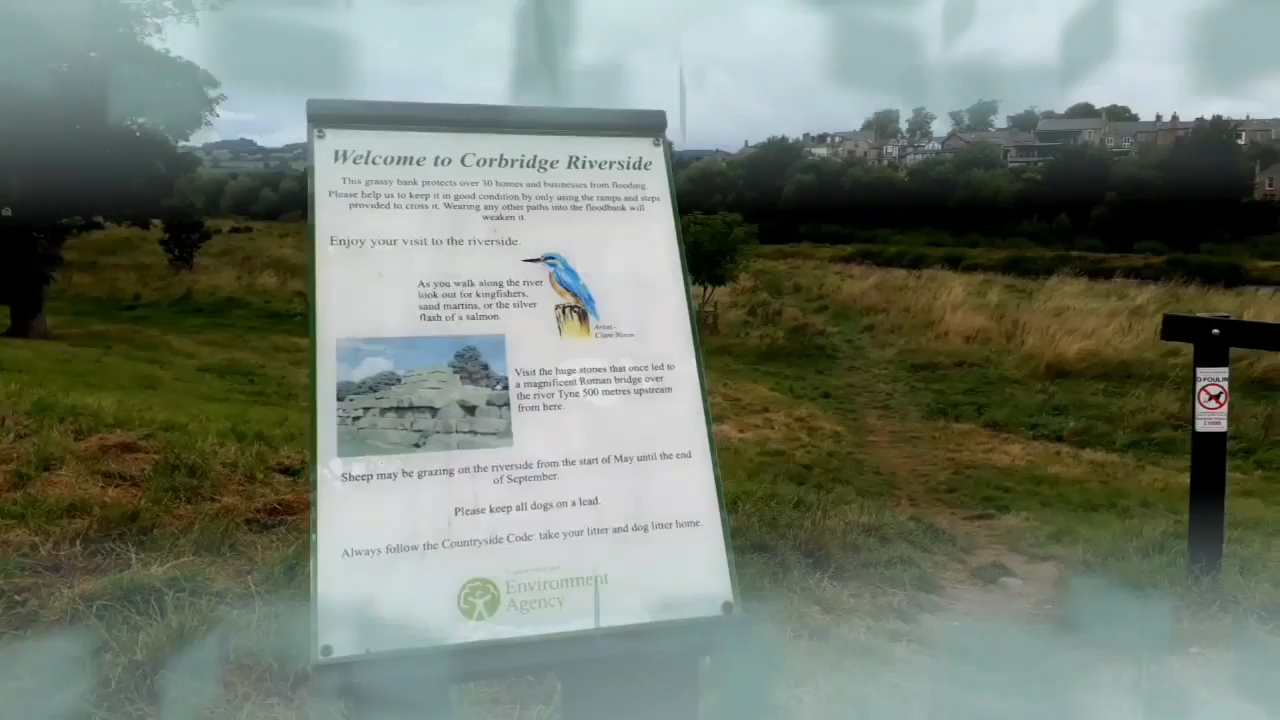 Welcome to Corbridge Riverside
This grassy bank protects over 30 homes and businesses from flooding.
Please help us to keep it in good condition by only using the ramps and steps
provided to cross it. Wearing any other paths into the floodbank will
weaken it.
Enjoy your visit to the riverside.
As you walk along the river
look out for kingfishers,
sand martins, or the silver
flash of a salmon.
Artist -
Clare Nixon
Visit the huge stones that once led to
a magnificent Roman bridge over
the river Tyne 500 metres upstream
from here.
Sheep may be grazing on the riverside from the start of May until the end
of September.
Please keep all dogs on a lead.
Always follow the Countryside Code: take your litter and dog litter home.
Environment
Agency